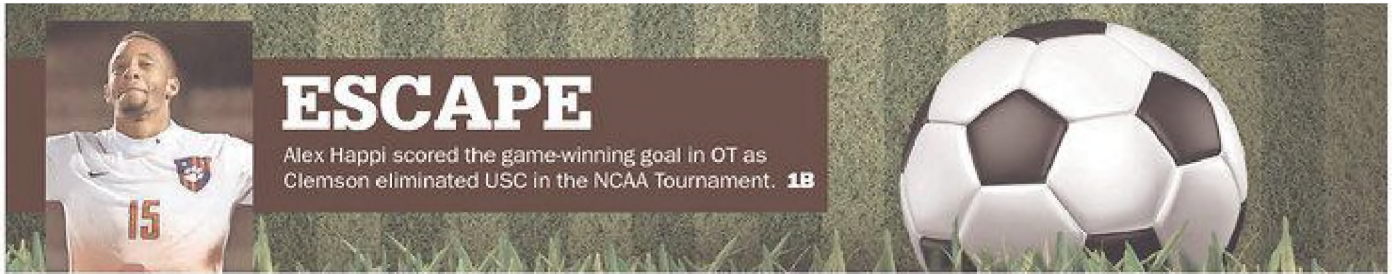 ESCAPE
Alex Happi scored the game-winning goal in OT as
Clemson eliminated USC in the NCAA Tournament. 1B
15